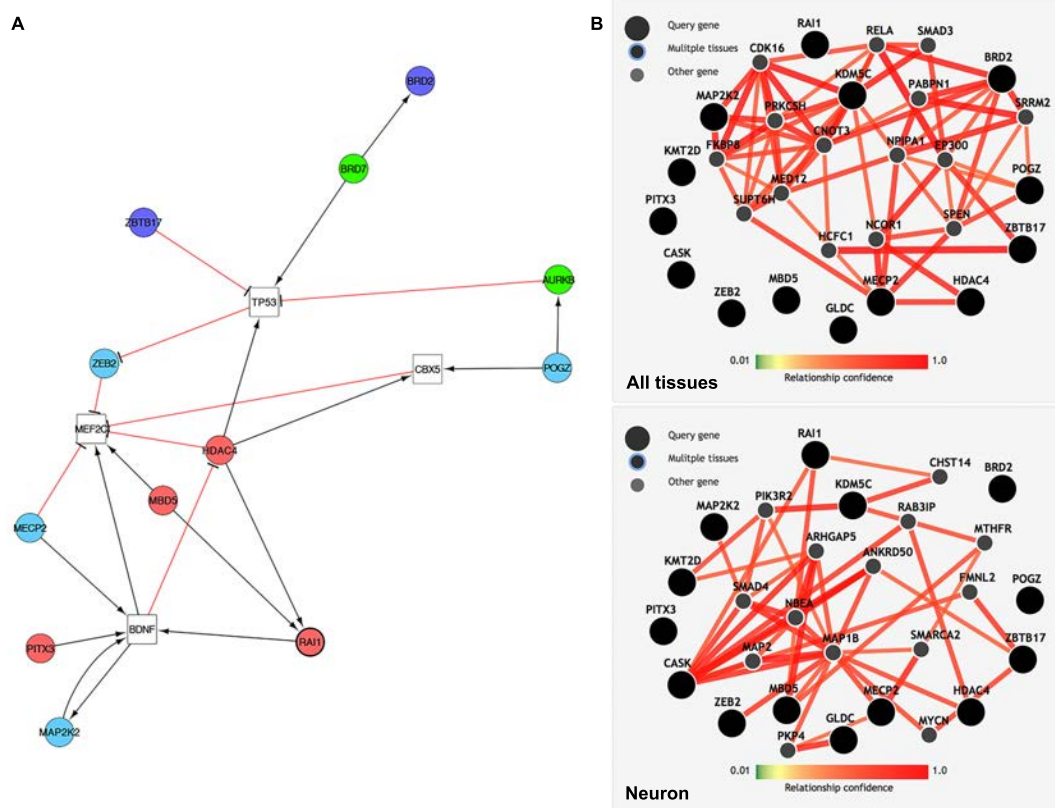 A
BRD2
BRD7
ZBTB17
AURKB
TP53
ZEB2
CBX5
POGZ
MEF2C
HDAC4
MBD5
MECP2
BDNF
RAI1
PITX3
MAP2K2
B
Query gene
Mulitple tissues
Other gene
RAI1
RELA
SMAD3
CDK16
BRD2
KDM5C
PABPN1
MAP2K2
PRKCSH
SRRM2
CNOT3
NPIPA1
EP300
FKBP8
KMT2D
POGZ
MED12
PITX3
SUPT6H
SPEN
ZBTB17
HCFC1
NCOR1
CASK
MECP2
HDAC4
MBD5
ZEB2
GLDC
0.01
1.0
Relationship confidence
All tissues
Query gene
Mulitple tissues
Other gene
RAI1
CHST14
BRD2
KDM5C
PIK3R2
MAP2K2
RAB3IP
MTHFR
ARHGAP5
ANKRD50
KMT2D
FMNL2
POGZ
SMAD4
NBEA
PITX3
MAP1B
SMARCA2
ZBTB17
MAP2
CASK
MBD5
MECP2
HDAC4
ZEB2
GLDC
MYCN
PKP4
0.01
1.0
Relationship confidence
Neuron